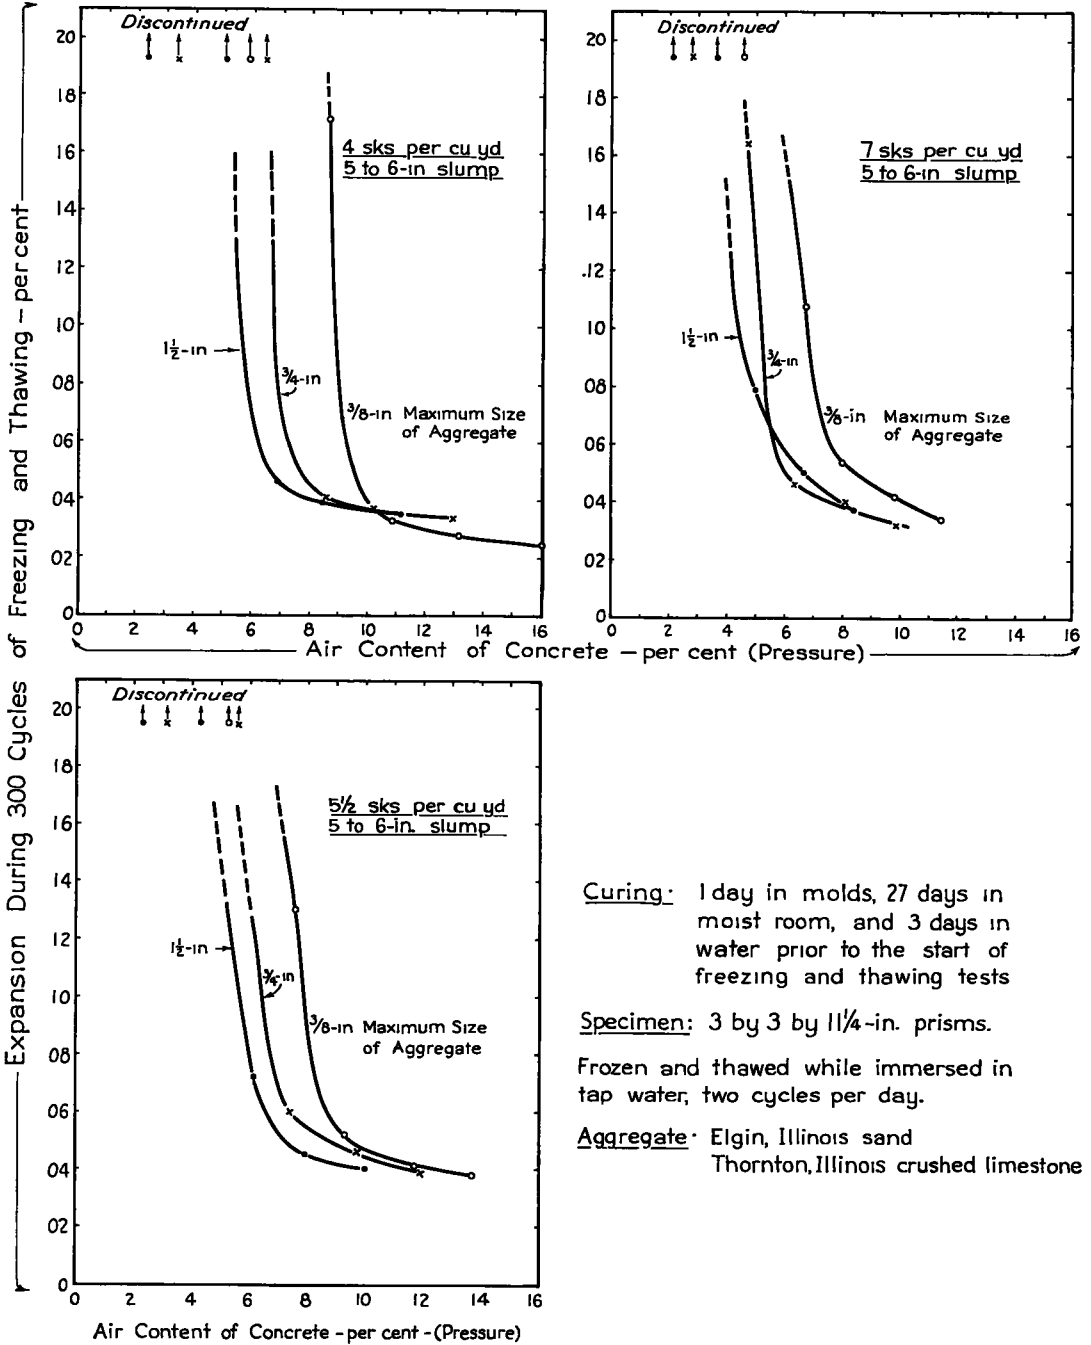 Expansion During 300 Cycles of Freezing and Thawing – per cent
Discontinued
20
18
16
14
12
10
08
06
04
02
0
4 sks per cu yd
5 to 6-in slump
1½-in
¾-in
⅜-in Maximum Size
of Aggregate
0 2 4 6 8 10 12 14 16
Discontinued
20
18
16
14
.12
10
08
06
04
02
0
7 sks per cu yd
5 to 6-in slump
1½-in
¾-in
⅜-in Maximum Size
of Aggregate
0 2 4 6 8 10 12 14 16
Air Content of Concrete – per cent (Pressure)
Discontinued
20
18
16
14
12
10
08
06
04
02
0
5½ sks per cu yd
5 to 6-in. slump
1½-in
¾-in
⅜-in Maximum Size
of Aggregate
0 2 4 6 8 10 12 14 16
Air Content of Concrete - per cent - (Pressure)
Curing· 1 day in molds, 27 days in
moist room, and 3 days in
water prior to the start of
freezing and thawing tests
Specimen: 3 by 3 by 11¼-in. prisms.
Frozen and thawed while immersed in
tap water, two cycles per day.
Aggregate· Elgin, Illinois sand
Thornton, Illinois crushed limestone